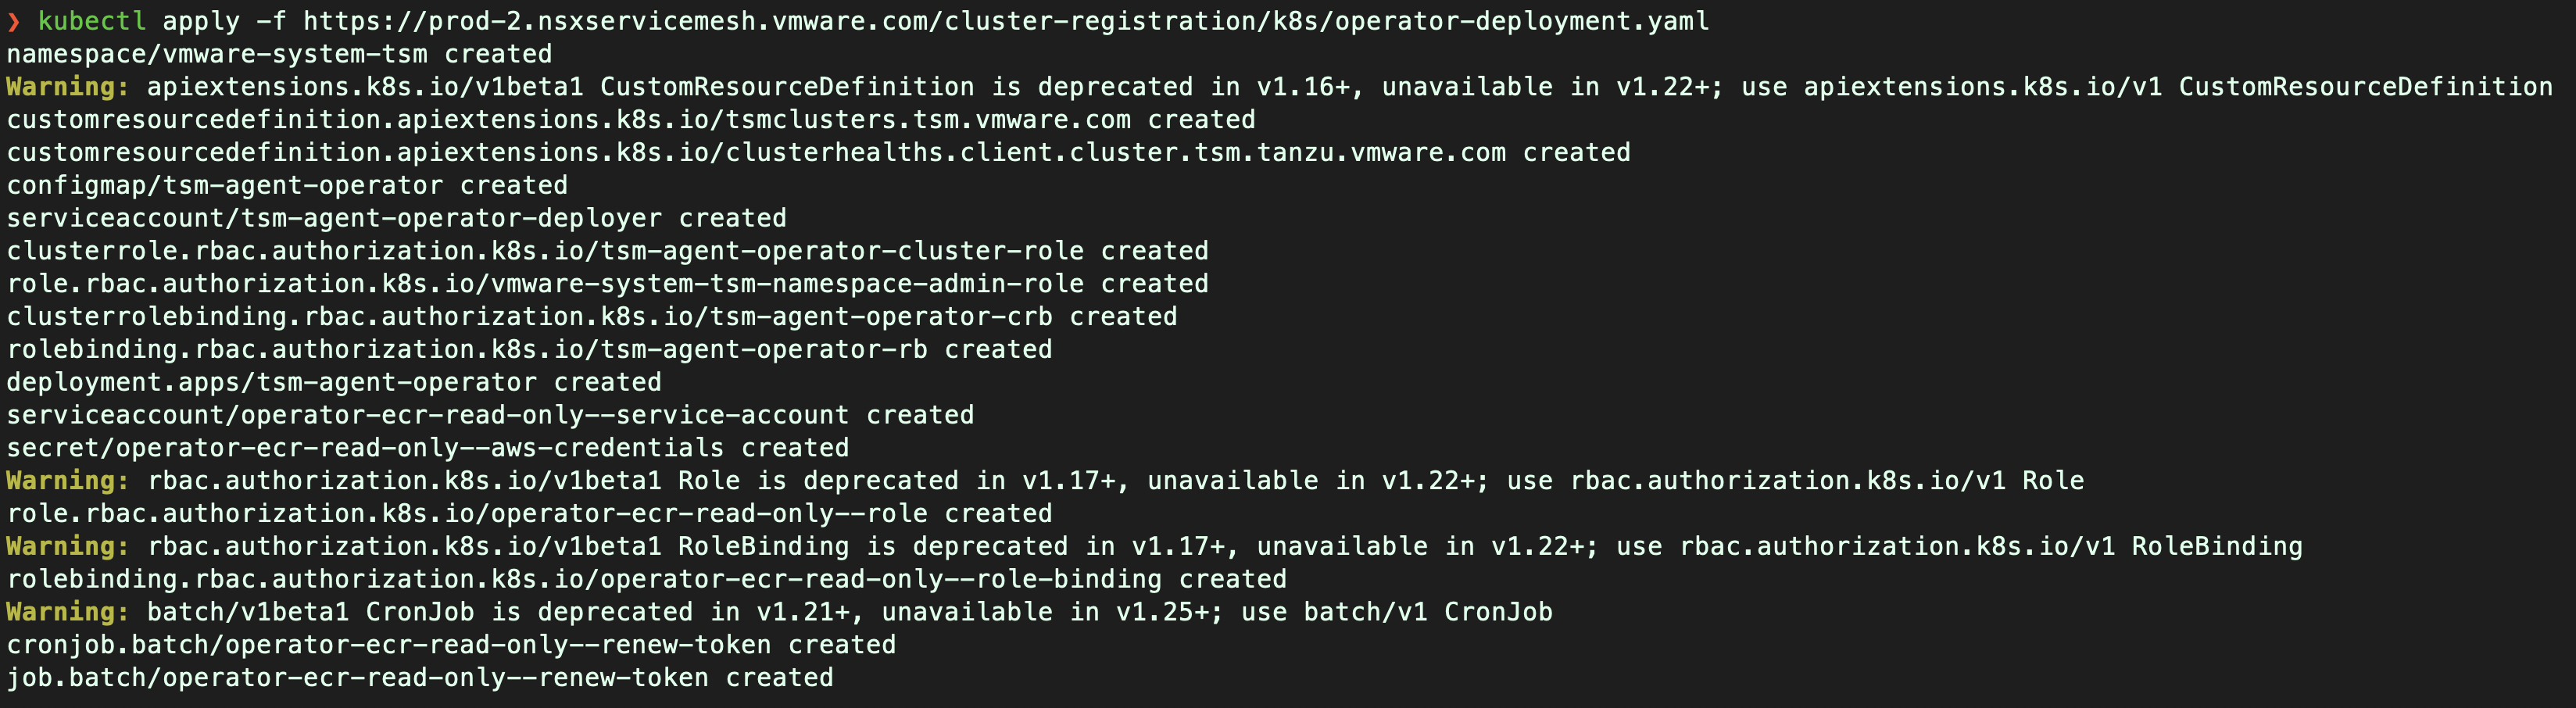 ❯ kubectl apply -f https://prod-2.nsxservicemesh.vmware.com/cluster-registration/k8s/operator-deployment.yaml
namespace/vmware-system-tsm created
Warning: apiextensions.k8s.io/v1beta1 CustomResourceDefinition is deprecated in v1.16+, unavailable in v1.22+; use apiextensions.k8s.io/v1 CustomResourceDefinition
customresourcedefinition.apiextensions.k8s.io/tsmclusters.tsm.vmware.com created
customresourcedefinition.apiextensions.k8s.io/clusterhealths.client.cluster.tsm.tanzu.vmware.com created
configmap/tsm-agent-operator created
serviceaccount/tsm-agent-operator-deployer created
clusterrole.rbac.authorization.k8s.io/tsm-agent-operator-cluster-role created
role.rbac.authorization.k8s.io/vmware-system-tsm-namespace-admin-role created
clusterrolebinding.rbac.authorization.k8s.io/tsm-agent-operator-crb created
rolebinding.rbac.authorization.k8s.io/tsm-agent-operator-rb created
deployment.apps/tsm-agent-operator created
serviceaccount/operator-ecr-read-only--service-account created
secret/operator-ecr-read-only--aws-credentials created
Warning: rbac.authorization.k8s.io/v1beta1 Role is deprecated in v1.17+, unavailable in v1.22+; use rbac.authorization.k8s.io/v1 Role
role.rbac.authorization.k8s.io/operator-ecr-read-only--role created
Warning: rbac.authorization.k8s.io/v1beta1 RoleBinding is deprecated in v1.17+, unavailable in v1.22+; use rbac.authorization.k8s.io/v1 RoleBinding
rolebinding.rbac.authorization.k8s.io/operator-ecr-read-only--role-binding created
Warning: batch/v1beta1 CronJob is deprecated in v1.21+, unavailable in v1.25+; use batch/v1 CronJob
cronjob.batch/operator-ecr-read-only--renew-token created
job.batch/operator-ecr-read-only--renew-token created